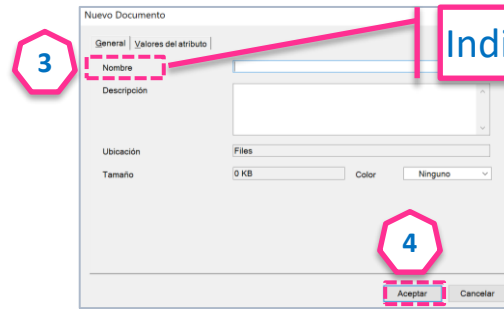 Nuevo Documento
General Valores del atributo
3
Nombre
Descripción
Ubicación Files
Tamaño 0 KB Color Ninguno
4
Aceptar Cancelar